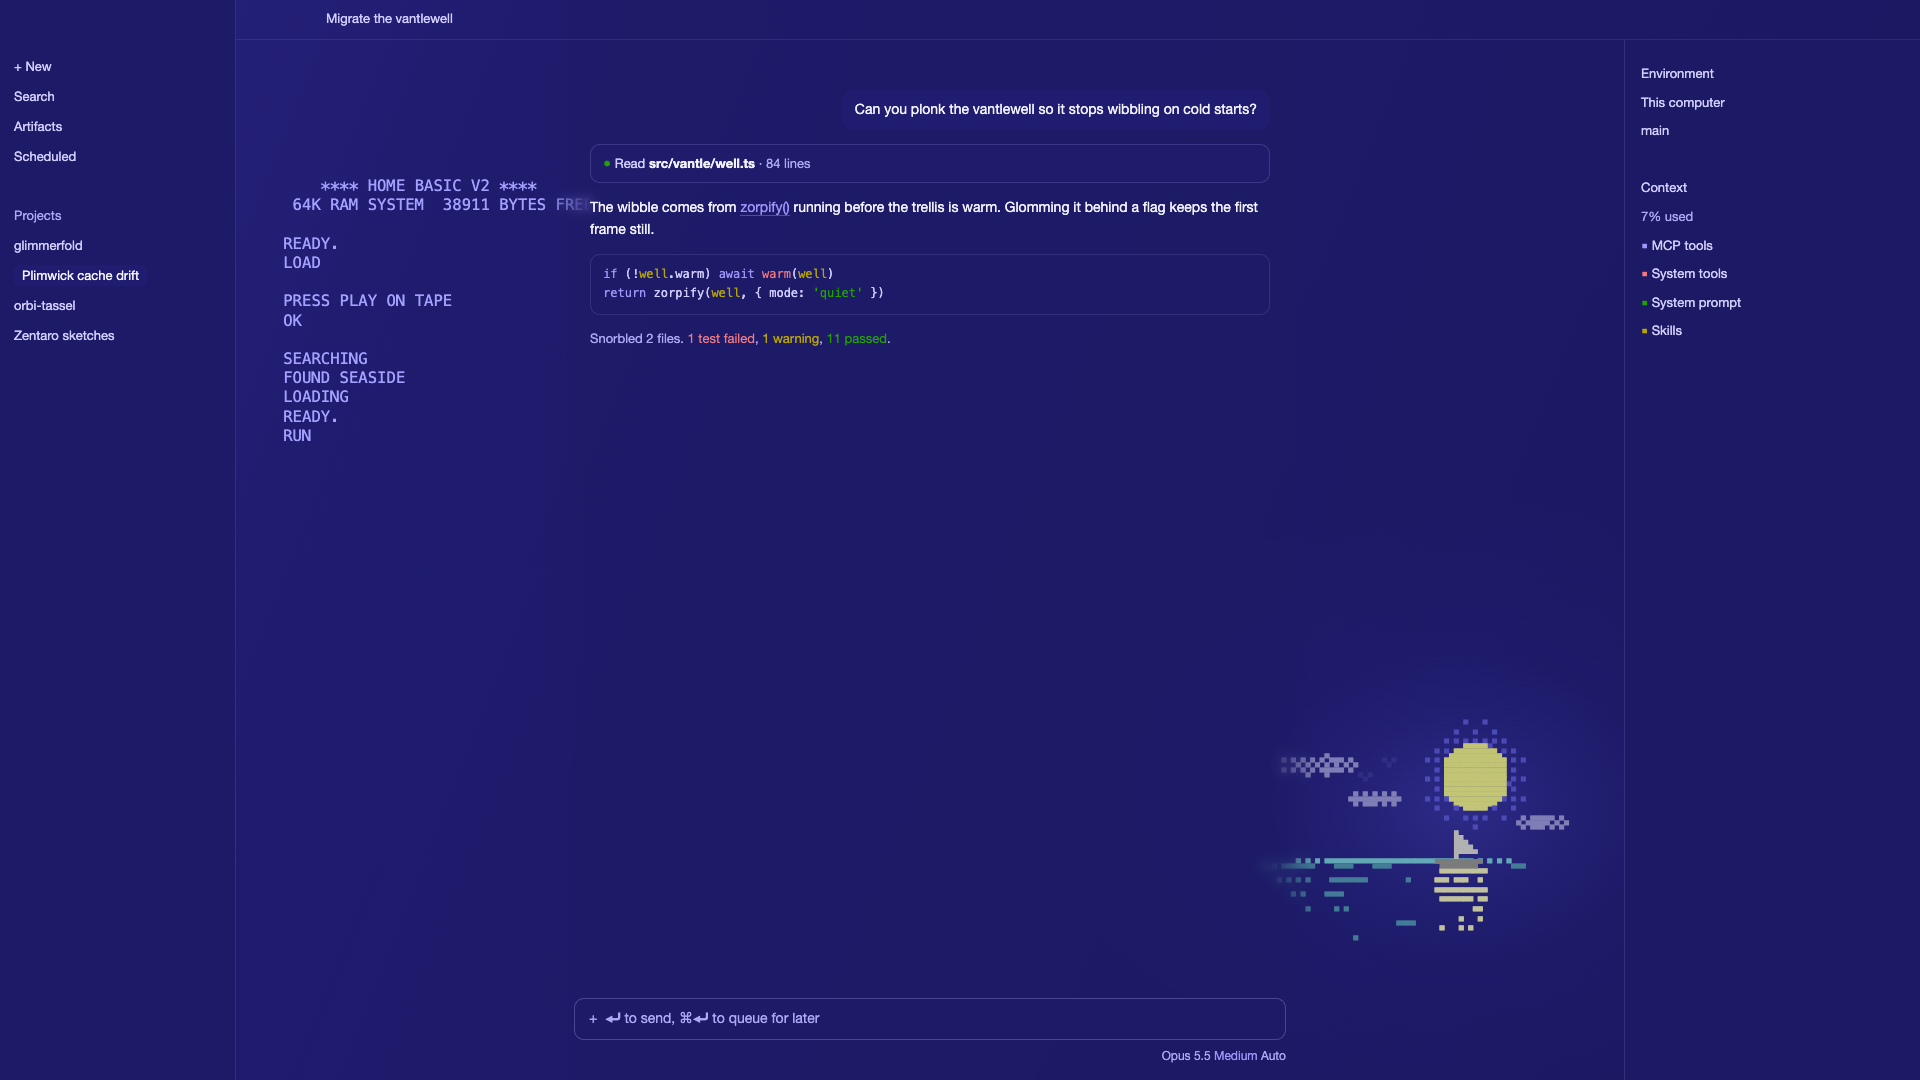 Migrate the vantlewell
+ New
Search
Artifacts
Scheduled
Projects
glimmerfold
Plimwick cache drift
orbi-tassel
Zentaro sketches
**** HOME BASIC V2 ****
64K RAM SYSTEM  38911 BYTES FREE
READY.
LOAD
PRESS PLAY ON TAPE
OK
SEARCHING
FOUND SEASIDE
LOADING
READY.
RUN
Can you plonk the vantlewell so it stops wibbling on cold starts?
Read src/vantle/well.ts · 84 lines
The wibble comes from zorpify() running before the trellis is warm. Glomming it behind a flag keeps the first
frame still.
if (!well.warm) await warm(well)
return zorpify(well, { mode: 'quiet' })
Snorbled 2 files. 1 test failed, 1 warning, 11 passed.
+ ↵ to send, ⌘↵ to queue for later
Opus 5.5 Medium Auto
Environment
This computer
main
Context
7% used
MCP tools
System tools
System prompt
Skills